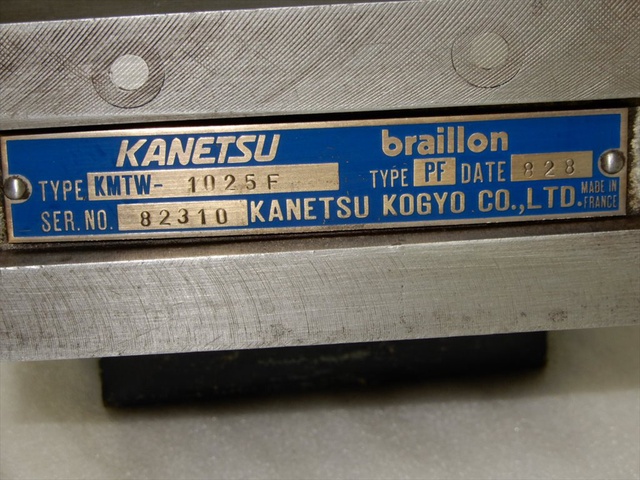 KANETSU braillon
TYPE KMTW- 1025F TYPE PF DATE 828
SER. NO. 82310 KANETSU KOGYO CO.,LTD. MADE IN FRANCE